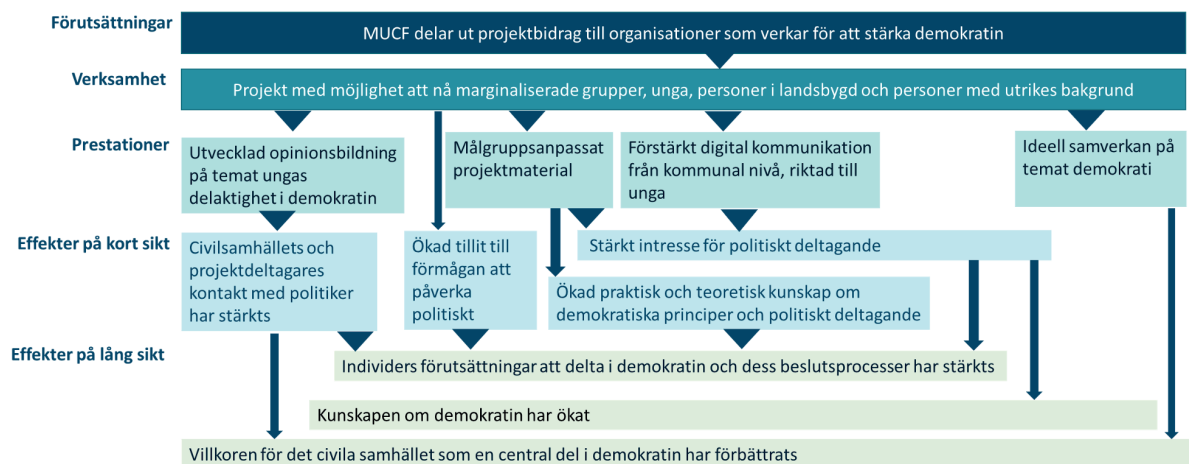 Förutsättningar
MUCF delar ut projektbidrag till organisationer som verkar för att stärka demokratin
Verksamhet
Projekt med möjlighet att nå marginaliserade grupper, unga, personer i landsbygd och personer med utrikes bakgrund
Prestationer
Utvecklad opinionsbildning
på temat ungas
delaktighet i demokratin
Målgruppsanpassat
projektmaterial
Förstärkt digital kommunikation
från kommunal nivå, riktad till
unga
Ideell samverkan på
temat demokrati
Effekter på kort sikt
Civilsamhällets och
projektdeltagares
kontakt med politiker
har stärkts
Ökad tillit till
förmågan att
påverka
politiskt
Stärkt intresse för politiskt deltagande
Ökad praktisk och teoretisk kunskap om
demokratiska principer och politiskt deltagande
Effekter på lång sikt
Individers förutsättningar att delta i demokratin och dess beslutsprocesser har stärkts
Kunskapen om demokratin har ökat
Villkoren för det civila samhället som en central del i demokratin har förbättrats